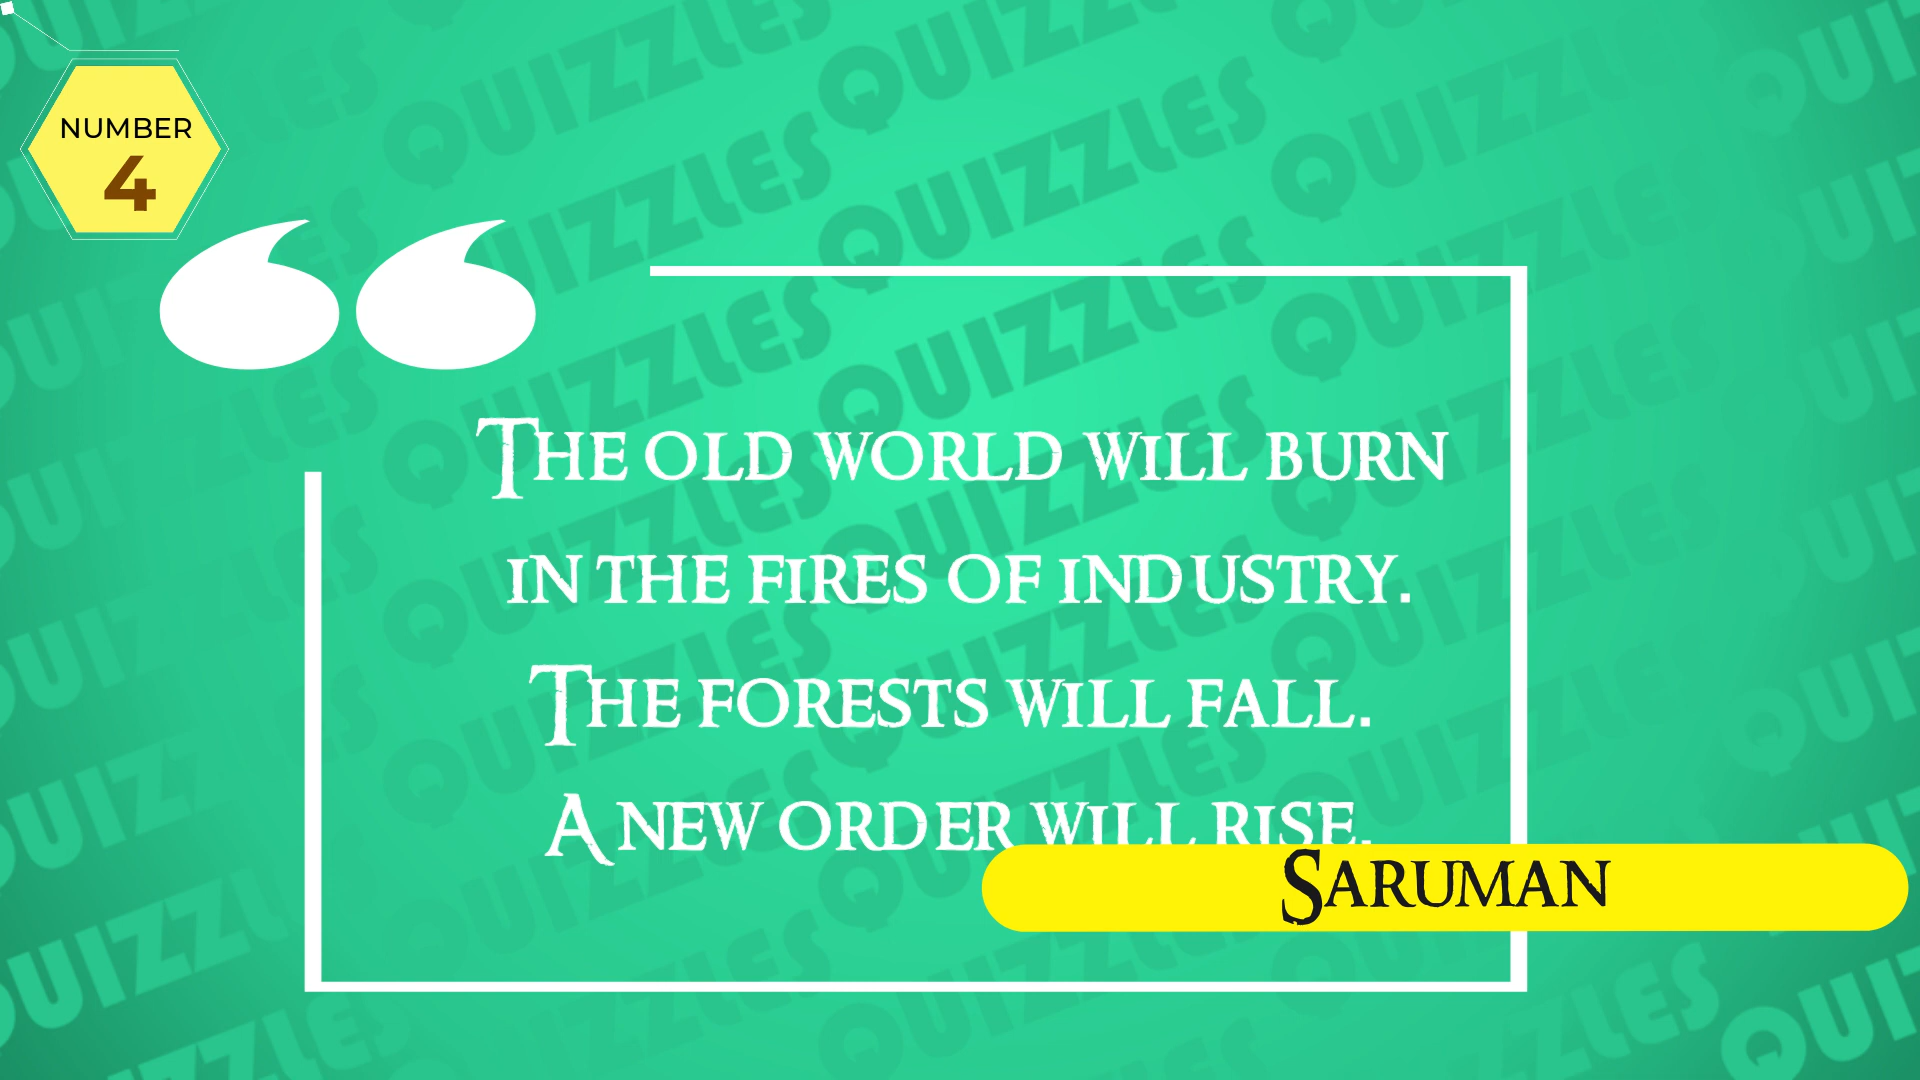 NUMBER
4
The old world will burn
in the fires of industry.
The forests will fall.
A new order will rise.
Saruman
QUIZZLES